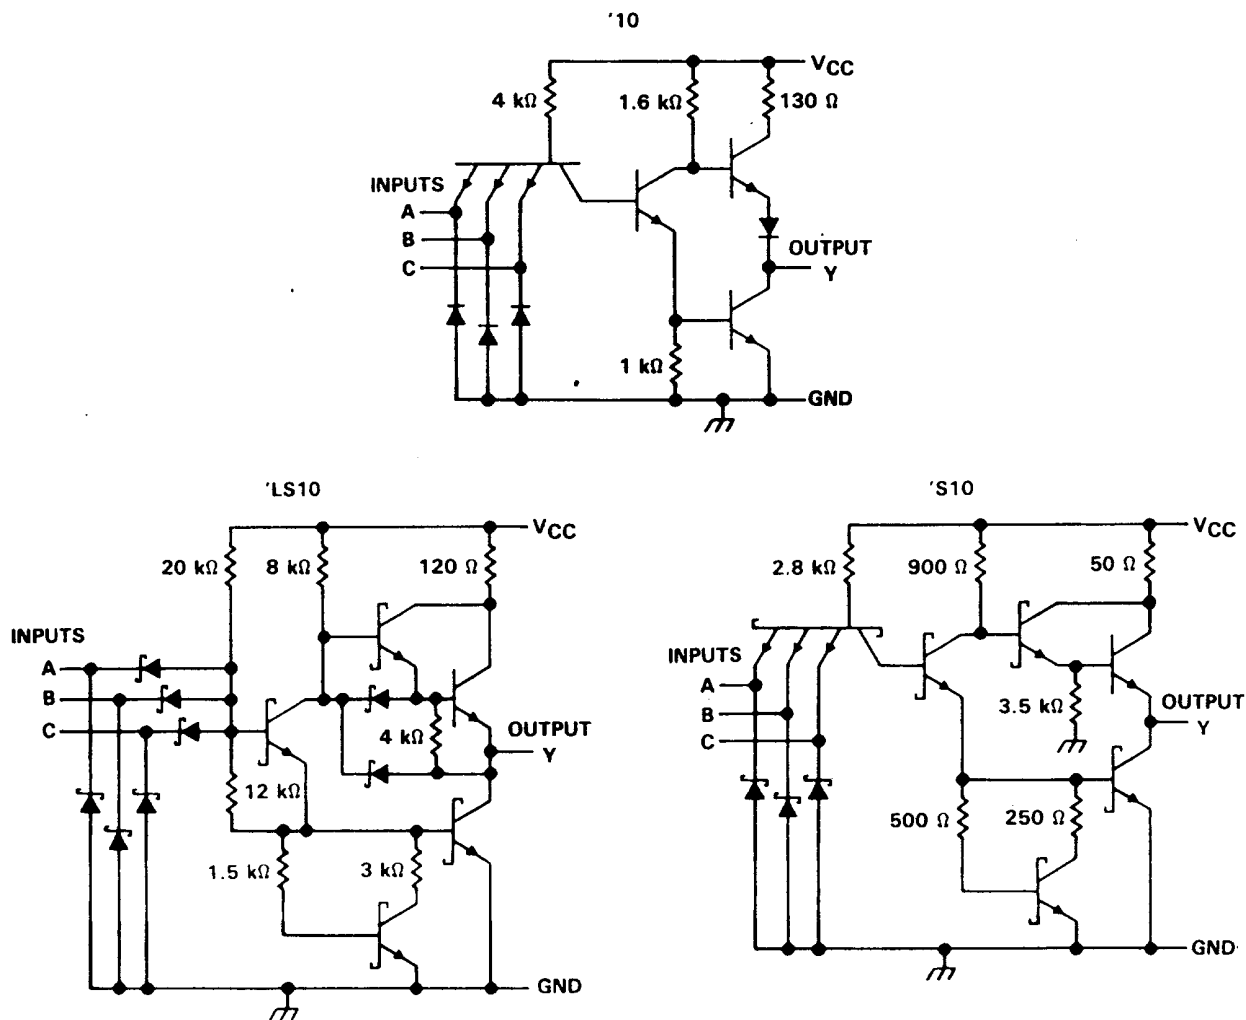 '10
VCC
4 kΩ
1.6 kΩ
130 Ω
INPUTS
A
B
C
OUTPUT
Y
1 kΩ
GND
'LS10
VCC
20 kΩ
8 kΩ
120 Ω
INPUTS
A
B
C
4 kΩ
OUTPUT
Y
12 kΩ
1.5 kΩ
3 kΩ
GND
'S10
VCC
2.8 kΩ
900 Ω
50 Ω
INPUTS
A
B
C
3.5 kΩ
OUTPUT
Y
500 Ω
250 Ω
GND